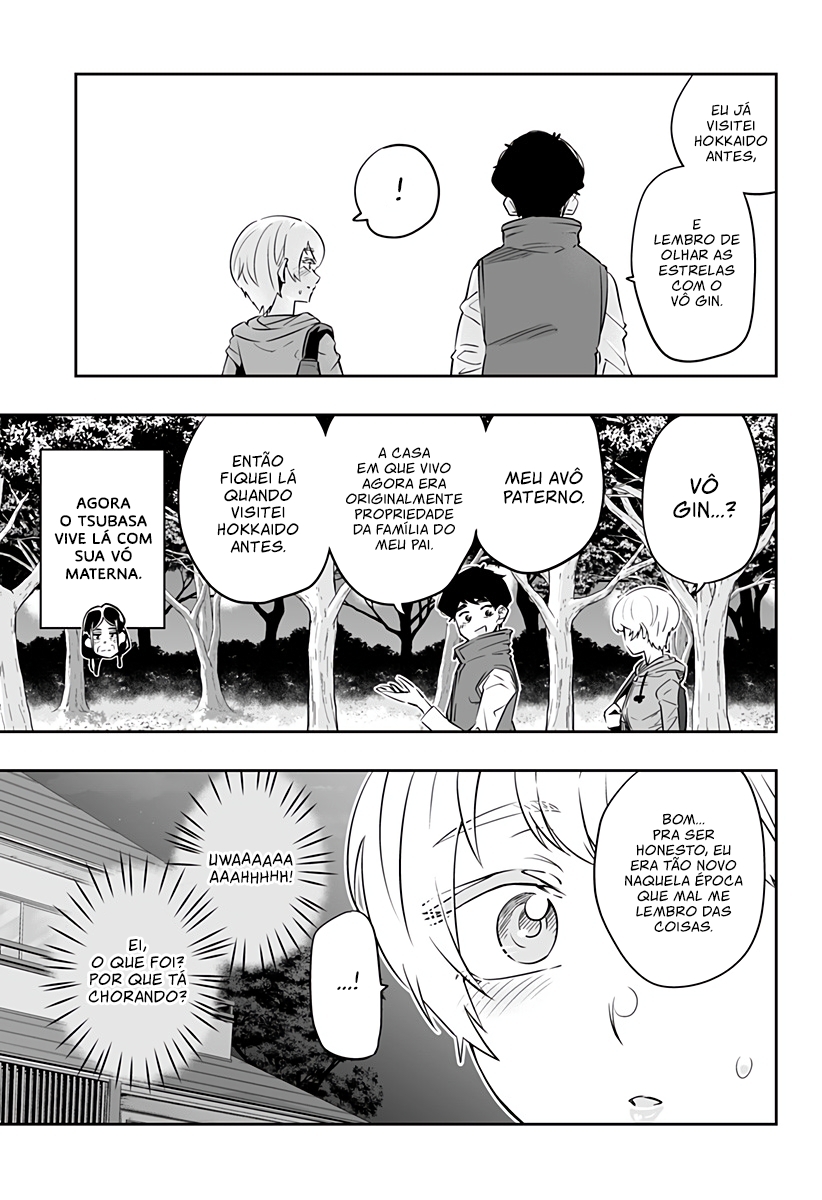 EU JÁ
VISITEI
HOKKAIDO
ANTES,
E
LEMBRO DE
OLHAR AS
ESTRELAS
COM O
VÔ GIN.
!
VÔ
GIN...?
MEU AVÔ
PATERNO.
A CASA
EM QUE VIVO
AGORA ERA
ORIGINALMENTE
PROPRIEDADE
DA FAMÍLIA DO
MEU PAI.
ENTÃO
FIQUEI LÁ
QUANDO
VISITEI
HOKKAIDO
ANTES.
AGORA
O TSUBASA
VIVE LÁ COM
SUA VÓ
MATERNA.
BOM...
PRA SER
HONESTO, EU
ERA TÃO NOVO
NAQUELA ÉPOCA
QUE MAL ME
LEMBRO DAS
COISAS.
....!
UWAAAAAA
AAAHHHHH!
EI,
O QUE FOI?
POR QUE TÁ
CHORANDO?